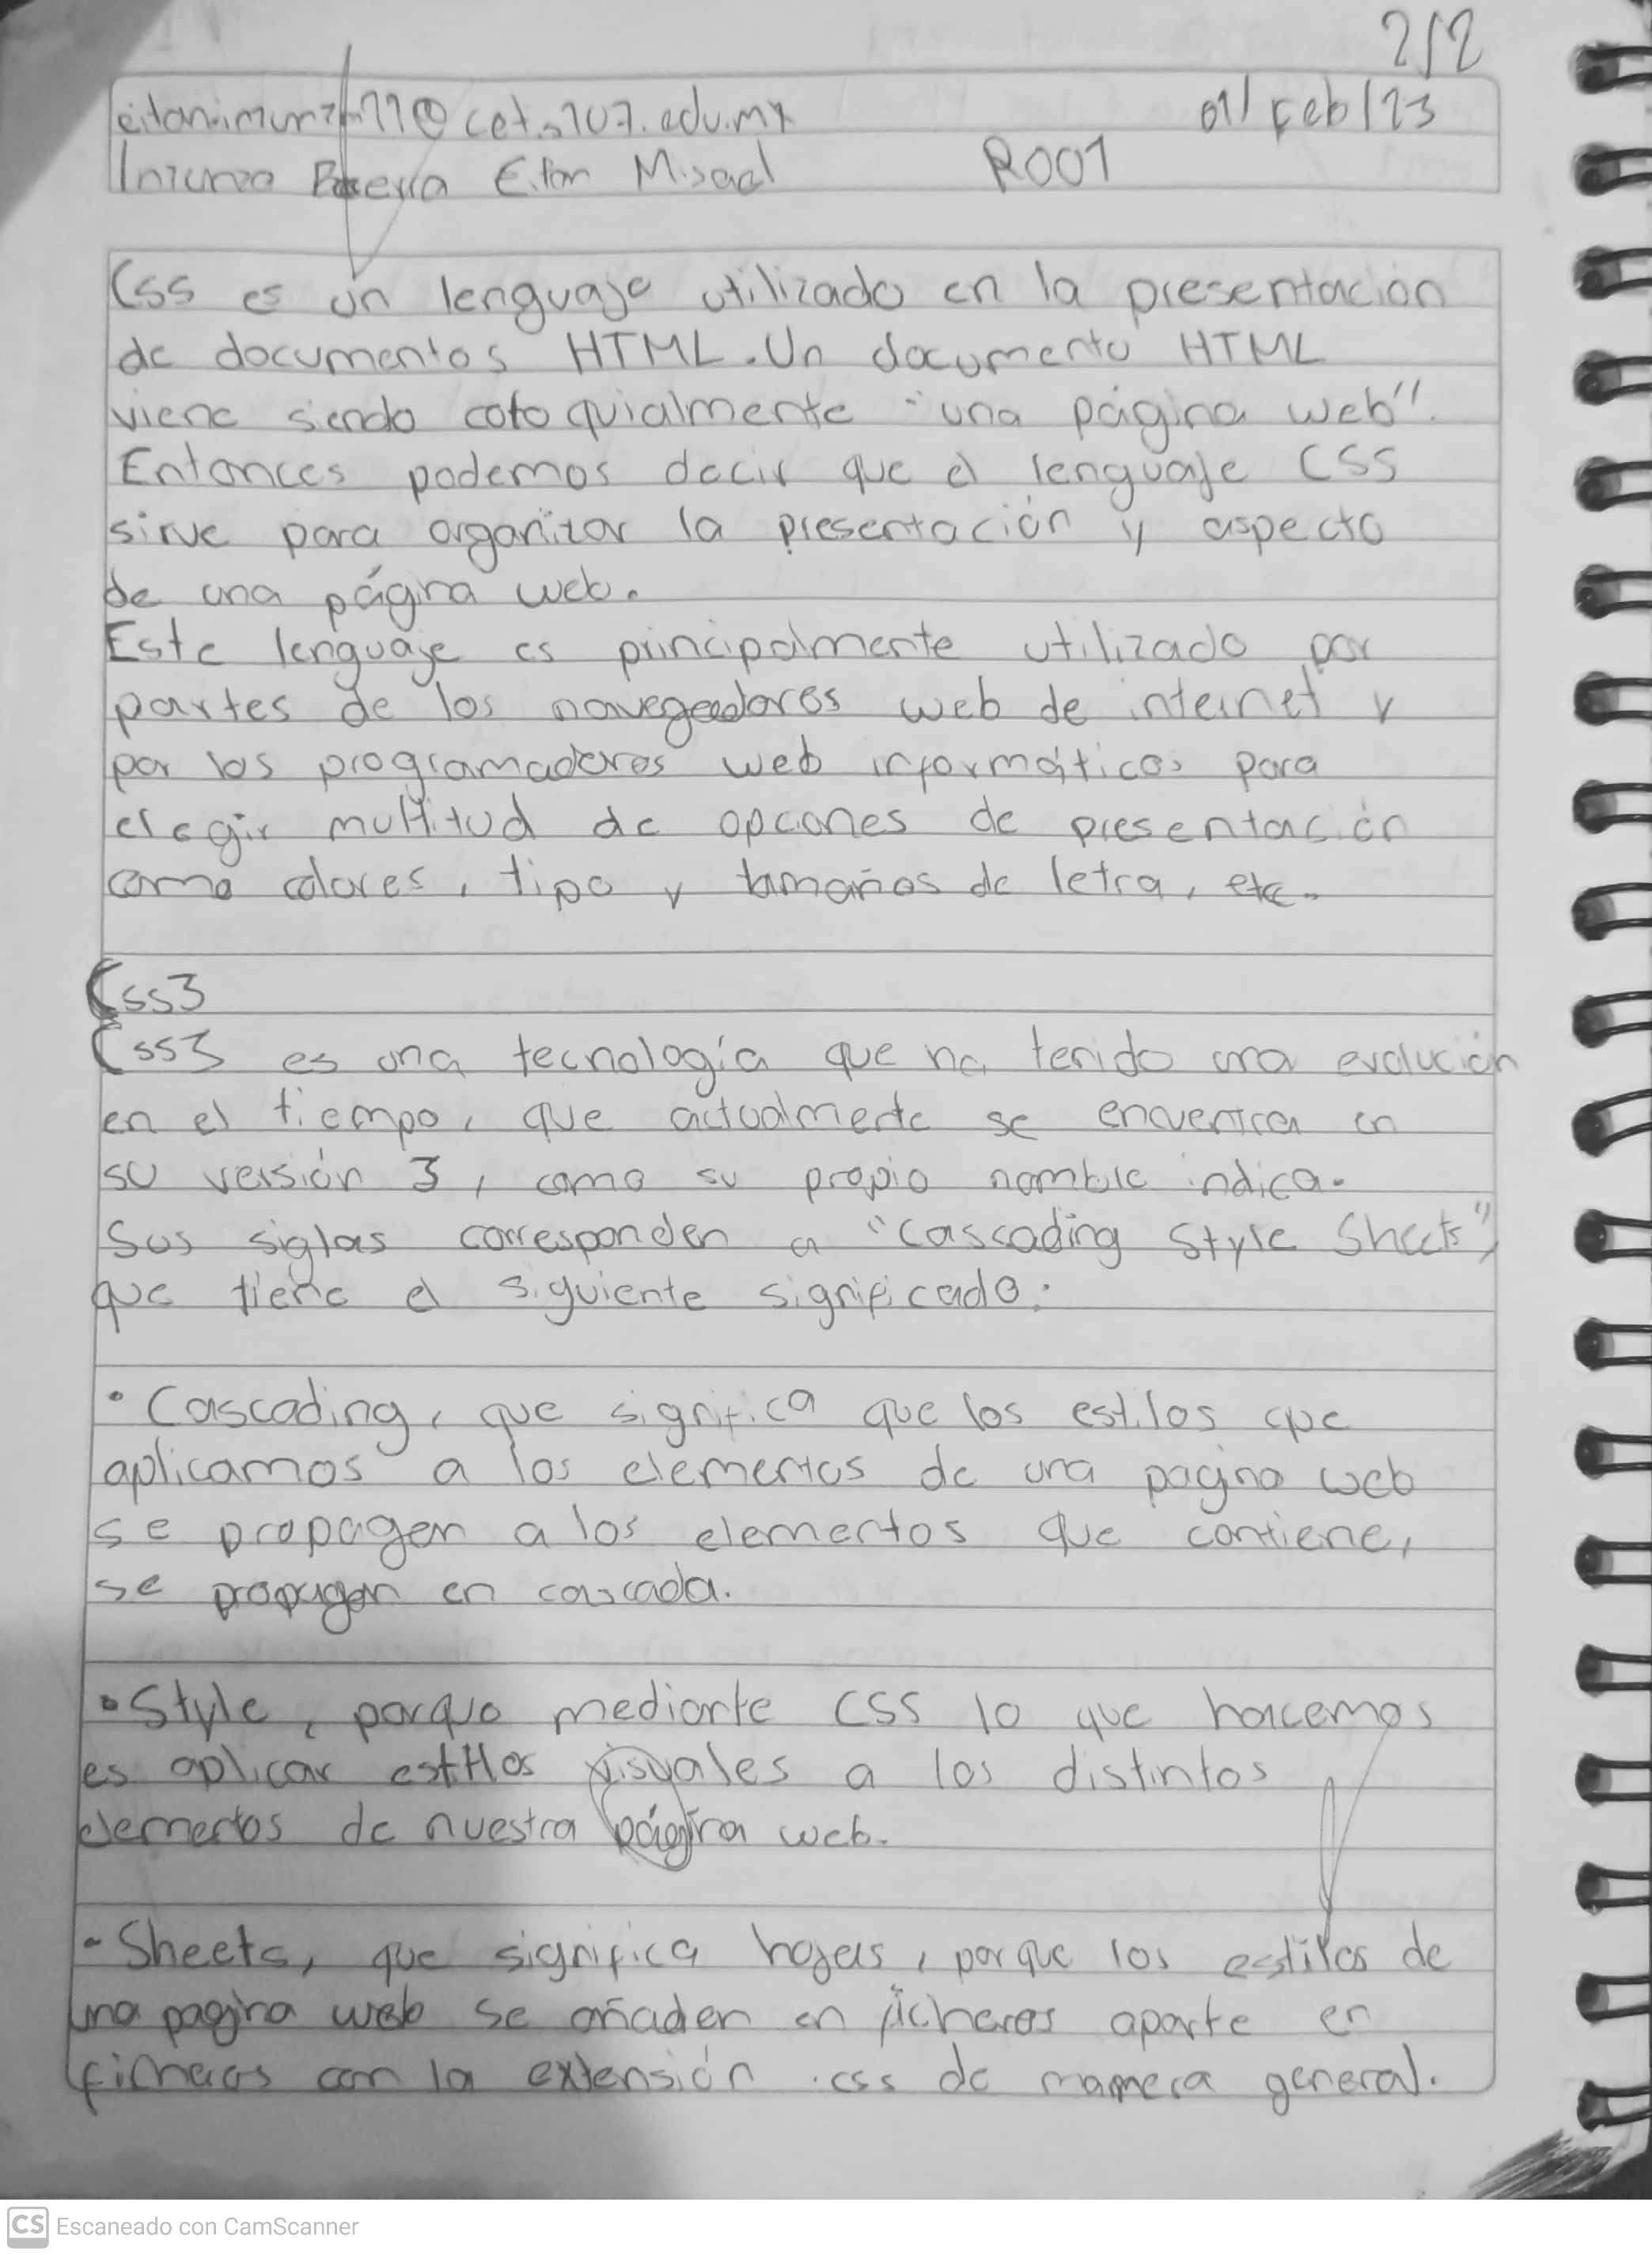 2/2
01/Feb/23
@cets107.edu.mx
Eitan Misael R001
Css es un lenguaje utilizado en la presentación
de documentos HTML. Un documento HTML
viene siendo cotoquialmente "una página web".
Entonces podemos decir que el lenguaje CSS
sirve para organizar la presentación y aspecto
de una página web.
Este lenguaje es principalmente utilizado por
partes de los navegadores web de internet y
por los programadores web informáticos para
elegir multitud de opciones de presentación
como colores, tipo y tamaños de letra, etc.
Css3
Css3 es una tecnología que ha tenido una evolución
en el tiempo, que actualmente se encuentra en
su versión 3, como su propio nombre indica.
Sus siglas corresponden a "Cascading Style Sheets",
que tiene el siguiente significado:
• Cascading, que significa que los estilos que
aplicamos a los elementos de una pagina web
se propagan a los elementos que contiene,
se propagan en cascada.
• Style, porque mediante CSS lo que hacemos
es aplicar estilos visuales a los distintos
elementos de nuestra página web.
- Sheets, que significa hojas, porque los estilos de
una pagina web se añaden en ficheros aparte en
ficheros con la extensión .css de manera general.
CS Escaneado con CamScanner